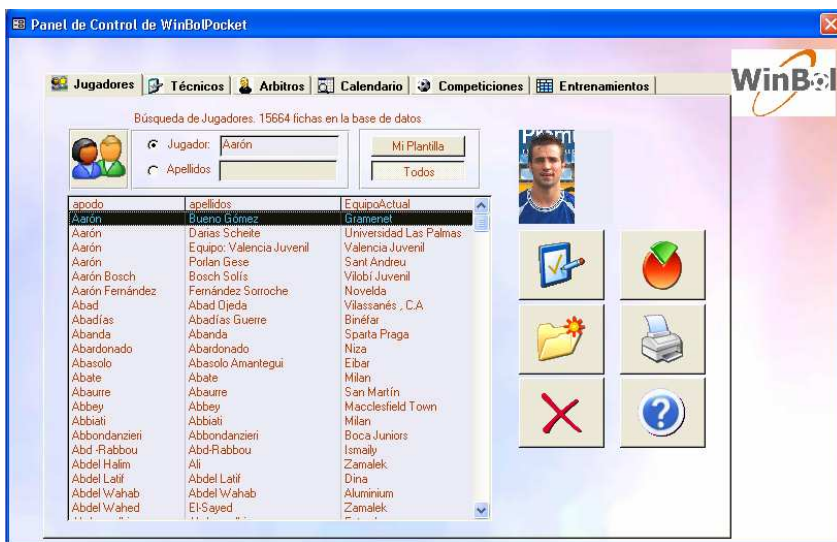 Panel de Control de WinBolPocket
WinBol
Jugadores Técnicos Arbitros Calendario Competiciones Entrenamientos
Búsqueda de Jugadores. 15664 fichas en la base de datos
Jugador: Aarón Mi Plantilla
Apellidos Todos
apodo apellidos EquipoActual
Aarón Bueno Gómez Gramenet
Aarón Darias Scheite Universidad Las Palmas
Aarón Equipo: Valencia Juvenil Valencia Juvenil
Aarón Porlan Gese Sant Andreu
Aarón Bosch Bosch Solís Vilobí Juvenil
Aarón Fernández Fernández Sorroche Novelda
Abad Abad Ojeda Vilassanés , C.A
Abadías Abadías Guerre Binéfar
Abanda Abanda Sparta Praga
Abardonado Abardonado Niza
Abasolo Abasolo Amantegui Eibar
Abate Abate Milan
Abaurre Abaurre San Martín
Abbey Abbey Macclesfield Town
Abbiati Abbiati Milan
Abbondanzieri Abbondanzieri Boca Juniors
Abd -Rabbou Abd-Rabbou Ismaily
Abdel Halim Ali Zamalek
Abdel Latif Abdel Latif Dina
Abdel Wahab Abdel Wahab Aluminium
Abdel Wahed El-Sayed Zamalek